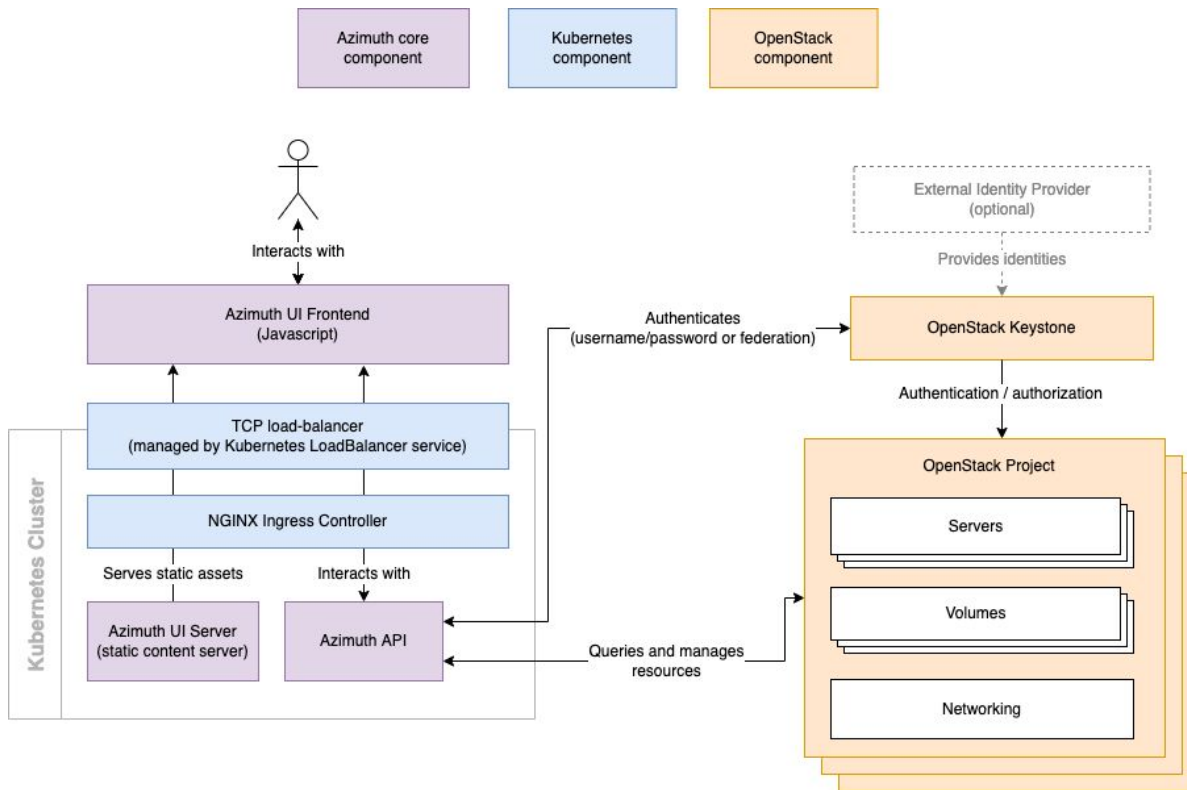 Azimuth core
component
Kubernetes
component
OpenStack
component
Interacts with
External Identity Provider
(optional)
Provides identities
Azimuth UI Frontend
(Javascript)
Authenticates
(username/password or federation)
OpenStack Keystone
Authentication / authorization
TCP load-balancer
(managed by Kubernetes LoadBalancer service)
OpenStack Project
NGINX Ingress Controller
Servers
Kubernetes Cluster
Serves static assets
Interacts with
Azimuth UI Server
(static content server)
Azimuth API
Volumes
Queries and manages
resources
Networking